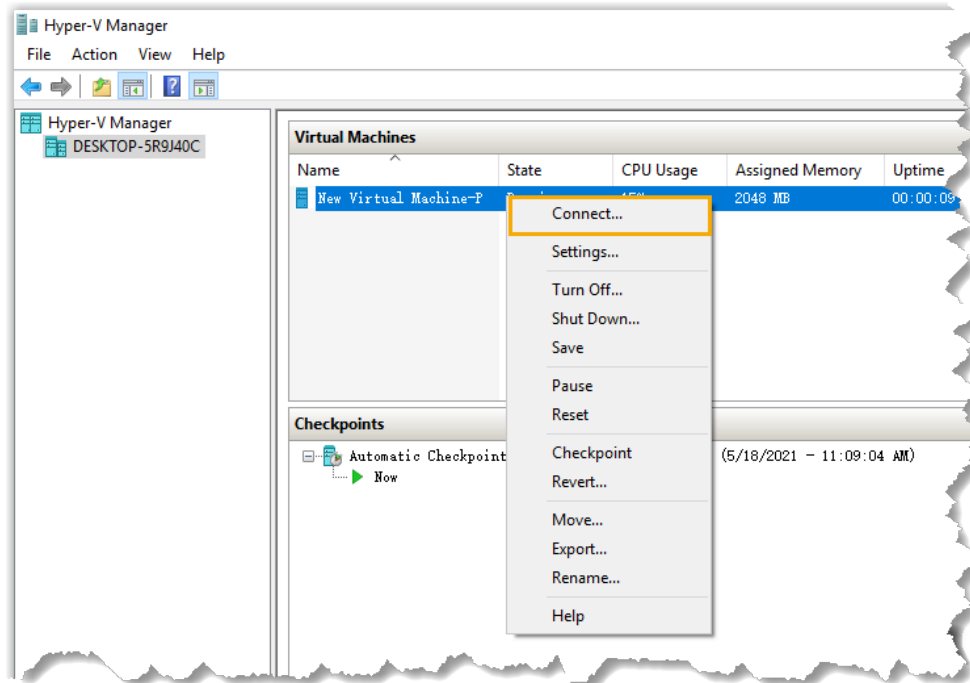 Hyper-V Manager
File Action View Help
Hyper-V Manager
DESKTOP-5R9J40C
Virtual Machines
Name State CPU Usage Assigned Memory Uptime
New Virtual Machine-P 2048 MB 00:00:09
Connect...
Settings...
Turn Off...
Shut Down...
Save
Pause
Reset
Checkpoint
Revert...
Move...
Export...
Rename...
Help
Checkpoints
Automatic Checkpoint (5/18/2021 - 11:09:04 AM)
Now